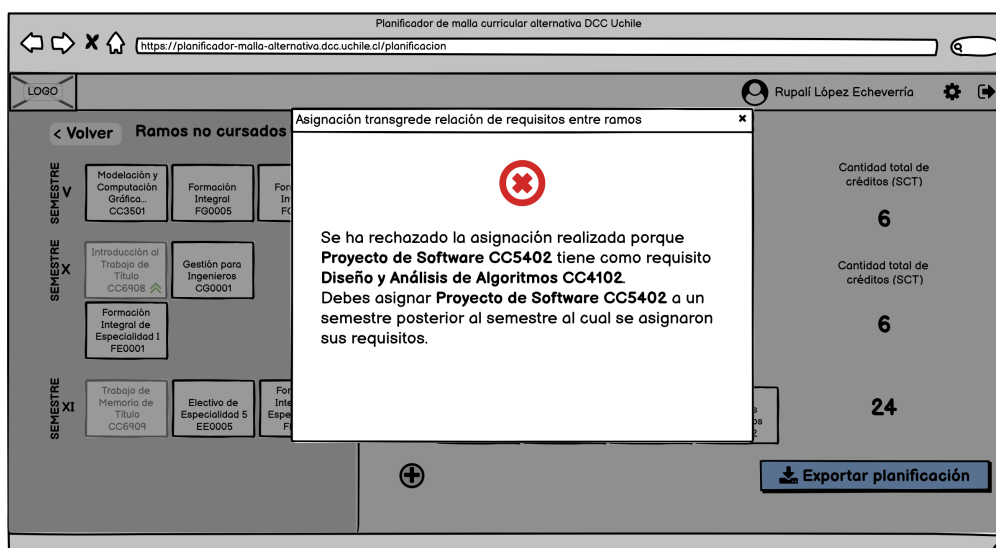 Planificador de malla curricular alternativa DCC Uchile
https://planificador-malla-alternativa.dcc.uchile.cl/planificacion
LOGO
Rupalí López Echeverría
< Volver
Ramos no cursados
Asignación transgrede relación de requisitos entre ramos
Se ha rechazado la asignación realizada porque
Proyecto de Software CC5402 tiene como requisito
Diseño y Análisis de Algoritmos CC4102.
Debes asignar Proyecto de Software CC5402 a un
semestre posterior al semestre al cual se asignaron
sus requisitos.
SEMESTRE
V
Modelación y
Computación
Gráfica...
CC3501
Formación
Integral
FG0005
Cantidad total de
créditos (SCT)
6
SEMESTRE
X
Introducción al
Trabajo de
Título
CC6908
Gestión para
Ingenieros
CG0001
Formación
Integral de
Especialidad I
FE0001
Cantidad total de
créditos (SCT)
6
SEMESTRE
XI
Trabajo de
Memoria de
Título
CC6909
Electivo de
Especialidad 5
EE0005
24
Exportar planificación